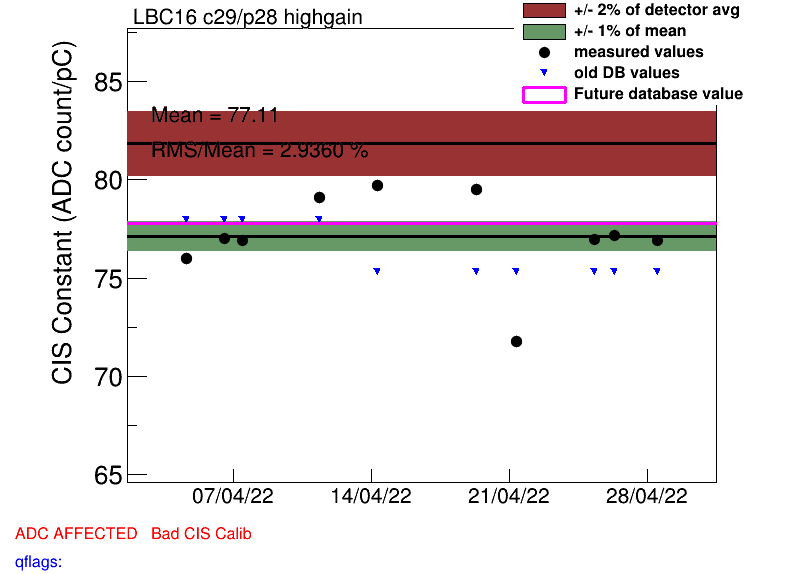 LBC16 c29/p28 highgain
+/- 2% of detector avg
+/- 1% of mean
measured values
old DB values
Future database value
CIS Constant (ADC count/pC)
85
80
75
70
65
Mean = 77.11
RMS/Mean = 2.9360 %
07/04/22
14/04/22
21/04/22
28/04/22
ADC AFFECTED Bad CIS Calib
qflags: